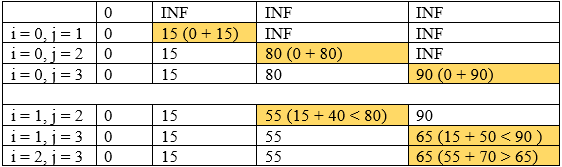 0 INF INF INF
i = 0, j = 1 0 15 (0 + 15) INF INF
i = 0, j = 2 0 15 80 (0 + 80) INF
i = 0, j = 3 0 15 80 90 (0 + 90)
i = 1, j = 2 0 15 55 (15 + 40 < 80) 90
i = 1, j = 3 0 15 55 65 (15 + 50 < 90 )
i = 2, j = 3 0 15 55 65 (55 + 70 > 65)